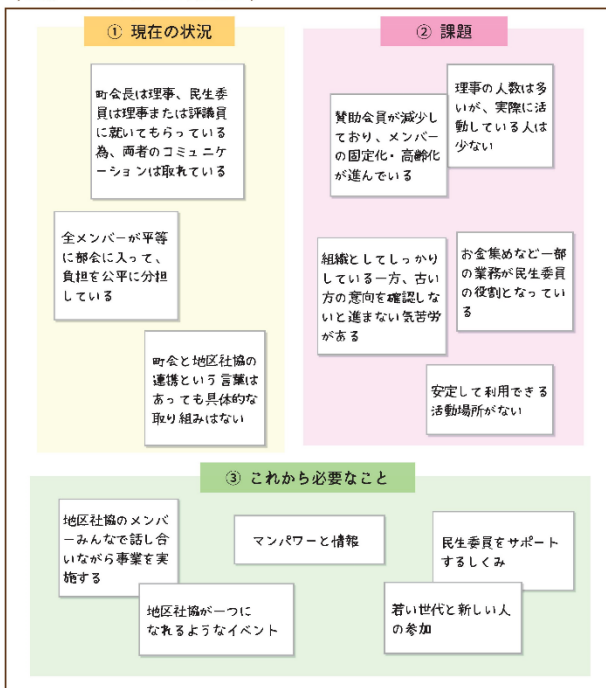 ① 現在の状況
町会長は理事、民生委
員は理事または評議員
に就いてもらっている
為、両者のコミュニケ
ーションは取れている
全メンバーが平等
に部会に入って、
負担を公平に分担
している
町会と地区社協の
連携という言葉は
あっても具体的な
取り組みはない
② 課題
賛助会員が減少し
ており、メンバー
の固定化・高齢化
が進んでいる
理事の人数は多
いが、実際に活
動している人は
少ない
組織としてしっかり
している一方、古い
方の意向を確認しな
いと進まない気苦労
がある
お金集めなど一部
の業務が民生委員
の役割となってい
る
安定して利用できる
活動場所がない
③ これから必要なこと
地区社協のメンバ
ーみんなで話し合
いながら事業を実
施する
マンパワーと情報
民生委員をサポート
するしくみ
地区社協が一つに
なれるようなイベント
若い世代と新しい人
の参加